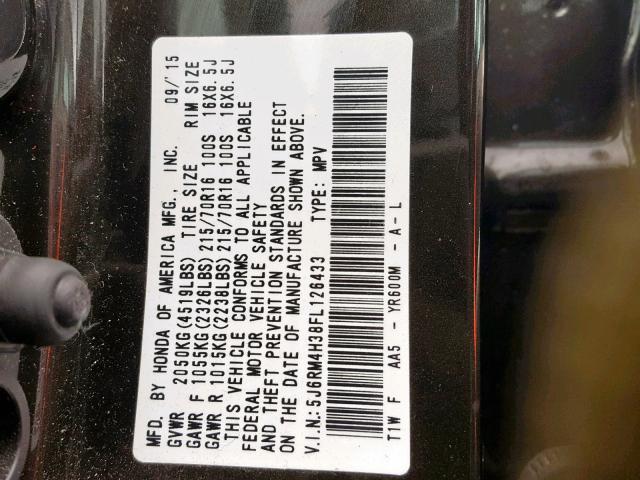 MFD. BY HONDA OF AMERICA MFG., INC. 09/'15
GVWR 2050KG(4519LBS) TIRE SIZE RIM SIZE
GAWR F 1055KG(2326LBS) 215/70R16 100S 16X6.5J
GAWR R 1015KG(2238LBS) 215/70R16 100S 16X6.5J
THIS VEHICLE CONFORMS TO ALL APPLICABLE
FEDERAL MOTOR VEHICLE SAFETY
AND THEFT PREVENTION STANDARDS IN EFFECT
ON THE DATE OF MANUFACTURE SHOWN ABOVE.
V.I.N.: 5J6RM4H38FL126433 TYPE: MPV
T1W F AA5 - YR600M - A - L